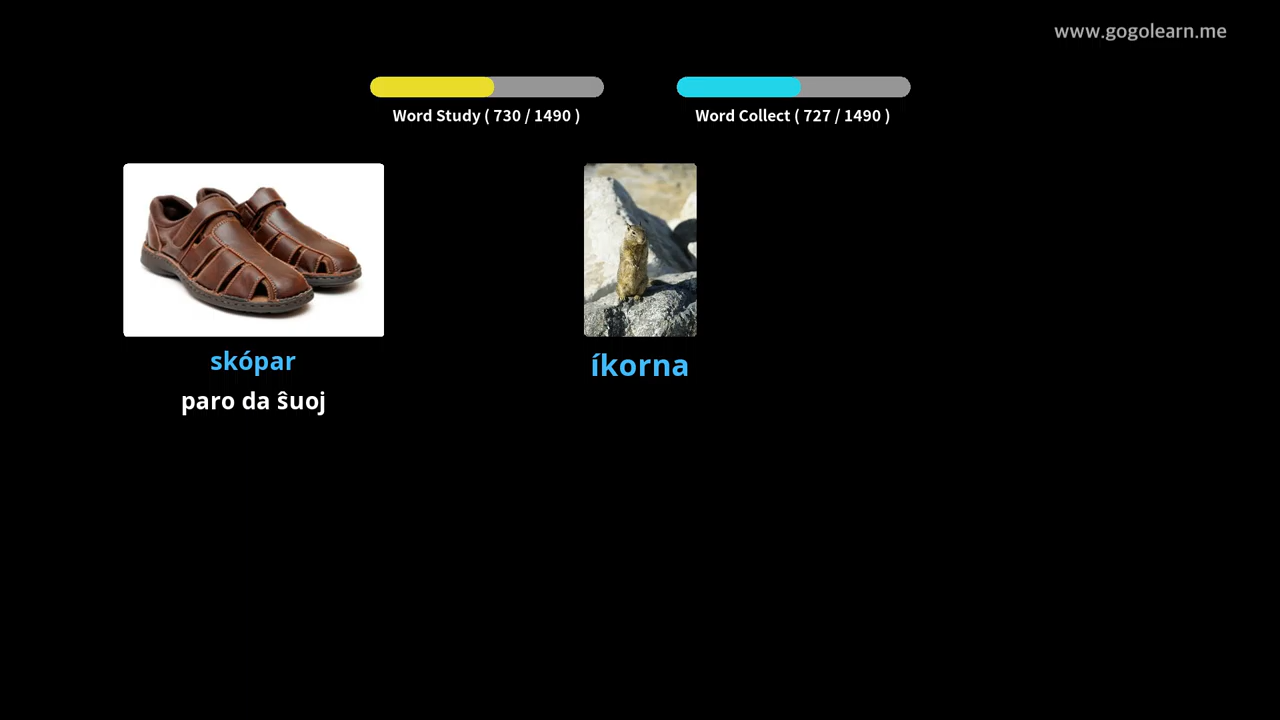 www.gogolearn.me
Word Study ( 730 / 1490 )
Word Collect ( 727 / 1490 )
skópar
paro da ŝuoj
íkorna